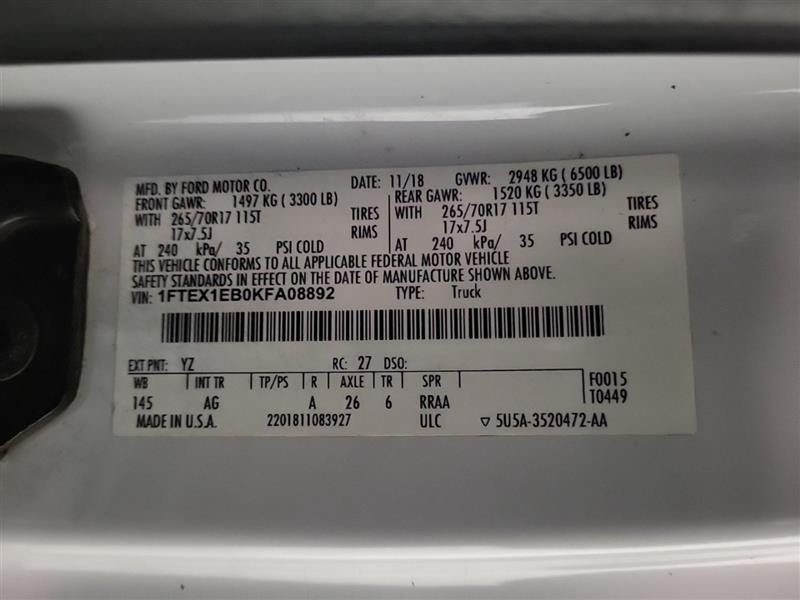 MFD. BY FORD MOTOR CO. DATE: 11/18 GVWR: 2948 KG ( 6500 LB)
FRONT GAWR: 1497 KG ( 3300 LB) REAR GAWR: 1520 KG ( 3350 LB)
WITH 265/70R17 115T TIRES WITH 265/70R17 115T TIRES
17x7.5J RIMS 17x7.5J RIMS
AT 240 kPa/ 35 PSI COLD AT 240 kPa/ 35 PSI COLD
THIS VEHICLE CONFORMS TO ALL APPLICABLE FEDERAL MOTOR VEHICLE
SAFETY STANDARDS IN EFFECT ON THE DATE OF MANUFACTURE SHOWN ABOVE.
VIN: 1FTEX1EB0KFA08892 TYPE: Truck
EXT PNT: YZ RC: 27 DSO:
WB INT TR TP/PS R AXLE TR SPR F0015
145 AG A 26 6 RRAA T0449
MADE IN U.S.A. 2201811083927 ULC ▽ 5U5A-3520472-AA